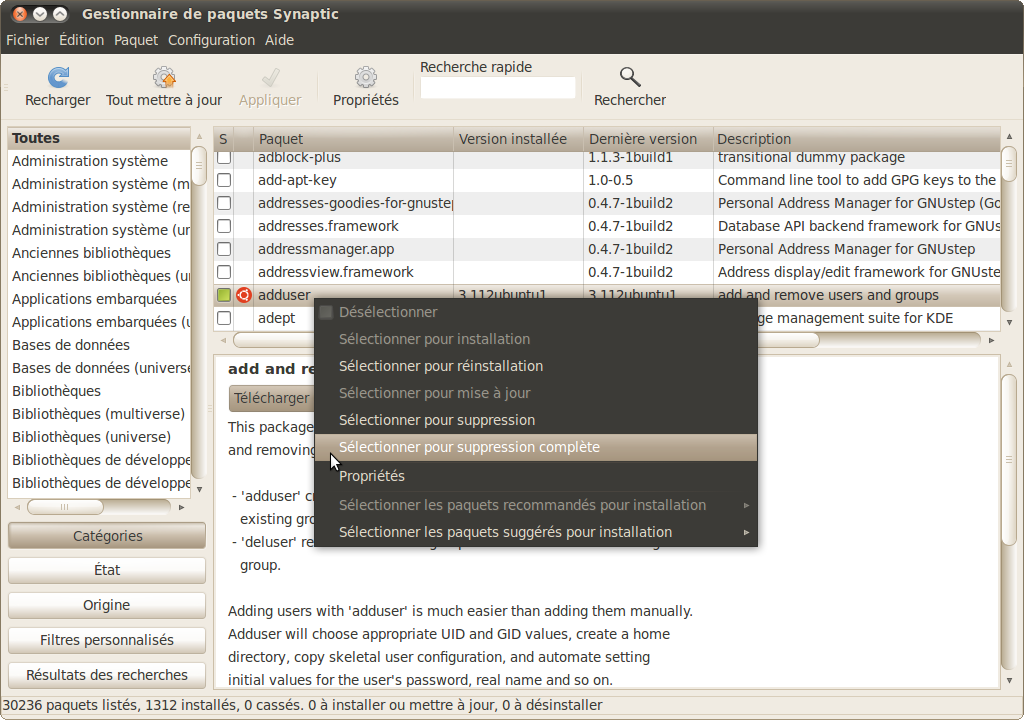 Gestionnaire de paquets Synaptic
Fichier Édition Paquet Configuration Aide
Recharger
Tout mettre à jour
Appliquer
Propriétés
Recherche rapide
Rechercher
Toutes
Administration système
Administration système (m
Administration système (re
Administration système (ur
Anciennes bibliothèques
Anciennes bibliothèques (u
Applications embarquées
Applications embarquées (u
Bases de données
Bases de données (universe
Bibliothèques
Bibliothèques (multiverse)
Bibliothèques (universe)
Bibliothèques de développe
Bibliothèques de développe
Catégories
État
Origine
Filtres personnalisés
Résultats des recherches
S Paquet Version installée Dernière version Description
adblock-plus 1.1.3-1build1 transitional dummy package
add-apt-key 1.0-0.5 Command line tool to add GPG keys to the
addresses-goodies-for-gnustep 0.4.7-1build2 Personal Address Manager for GNUstep (Go
addresses.framework 0.4.7-1build2 Database API backend framework for GNUs
addressmanager.app 0.4.7-1build2 Personal Address Manager for GNUstep
addressview.framework 0.4.7-1build2 Address display/edit framework for GNUste
adduser 3.112ubuntu1 3.112ubuntu1 add and remove users and groups
adept ge management suite for KDE
Désélectionner
Sélectionner pour installation
Sélectionner pour réinstallation
Sélectionner pour mise à jour
Sélectionner pour suppression
Sélectionner pour suppression complète
Propriétés
Sélectionner les paquets recommandés pour installation
Sélectionner les paquets suggérés pour installation
add and re
Télécharger
This package
and removing
- 'adduser' cr
existing gro
- 'deluser' re
group.
Adding users with 'adduser' is much easier than adding them manually.
Adduser will choose appropriate UID and GID values, create a home
directory, copy skeletal user configuration, and automate setting
initial values for the user's password, real name and so on.
30236 paquets listés, 1312 installés, 0 cassés. 0 à installer ou mettre à jour, 0 à désinstaller